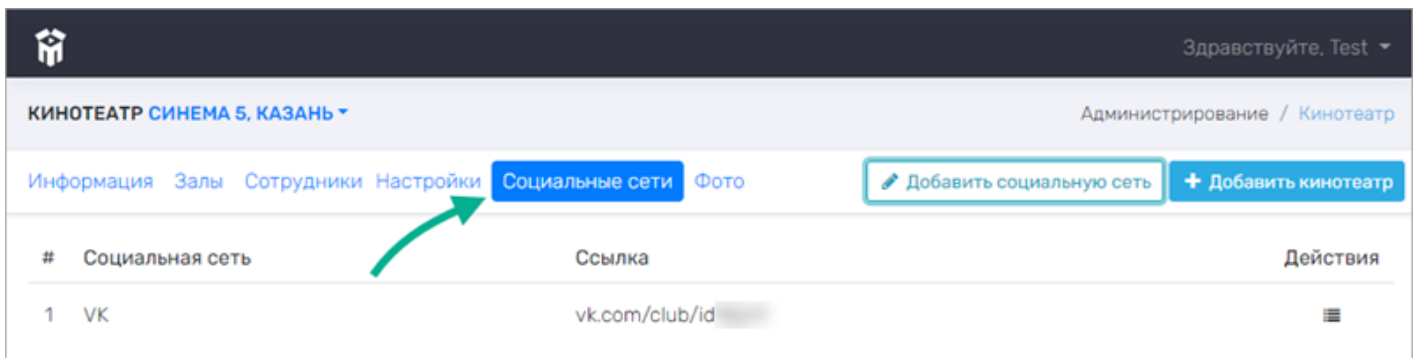 Здравствуйте, Test
КИНОТЕАТР СИНЕМА 5, КАЗАНЬ Администрирование / Кинотеатр
Информация Залы Сотрудники Настройки Социальные сети Фото Добавить социальную сеть + Добавить кинотеатр
# Социальная сеть Ссылка Действия
1 VK vk.com/club/id